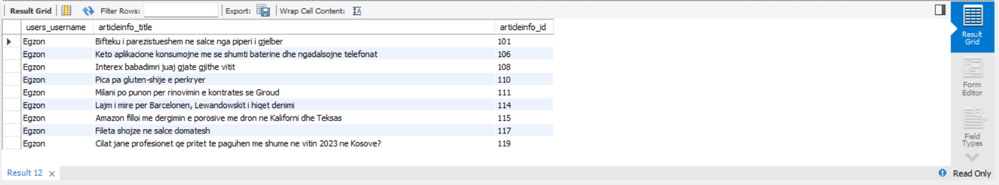 Result Grid Filter Rows: Export: Wrap Cell Content: IA
users_username articleinfo_title articleinfo_id
Egzon Bifteku i parezistueshem ne salce nga piperi i gjelber 101
Egzon Keto aplikacione konsumojne me se shumti baterine dhe ngadalsojne telefonat 106
Egzon Interex babadimri juaj gjate gjithe vitit 108
Egzon Pica pa gluten-shije e perkryer 110
Egzon Milani po punon per rinovimin e kontrates se Giroud 111
Egzon Lajm i mire per Barcelonen, Lewandowskit i hiqet denimi 114
Egzon Amazon filloi me dergimin e porosive me dron ne Kaliforni dhe Teksas 115
Egzon Fileta shojze ne salce domatesh 117
Egzon Cilat jane profesionet qe pritet te paguhen me shume ne vitin 2023 ne Kosove? 119
Result
Grid
Form
Editor
Field
Types
Result 12 Read Only